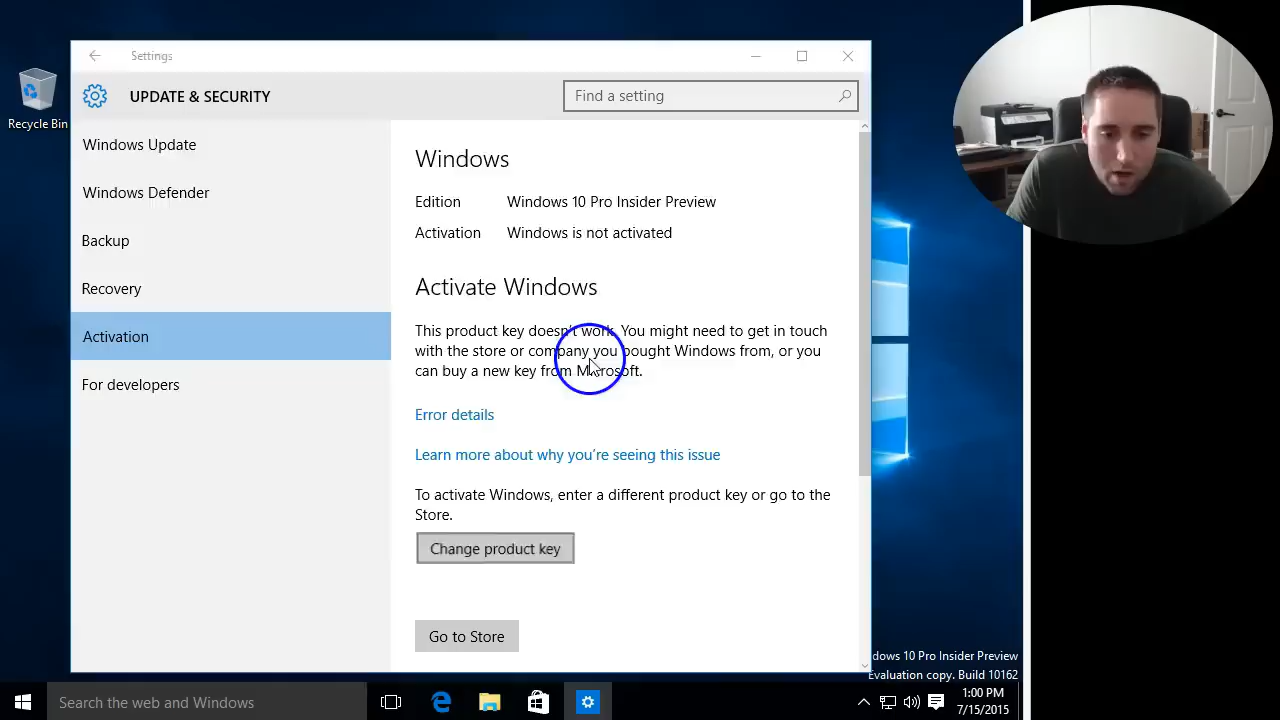 Settings
UPDATE & SECURITY
Find a setting
Recycle Bin
Windows Update
Windows Defender
Backup
Recovery
Activation
For developers
Windows
Edition Windows 10 Pro Insider Preview
Activation Windows is not activated
Activate Windows
This product key doesn't work. You might need to get in touch
with the store or company you bought Windows from, or you
can buy a new key from Microsoft.
Error details
Learn more about why you're seeing this issue
To activate Windows, enter a different product key or go to the
Store.
Change product key
Go to Store
dows 10 Pro Insider Preview
Evaluation copy. Build 10162
Search the web and Windows
1:00 PM
7/15/2015